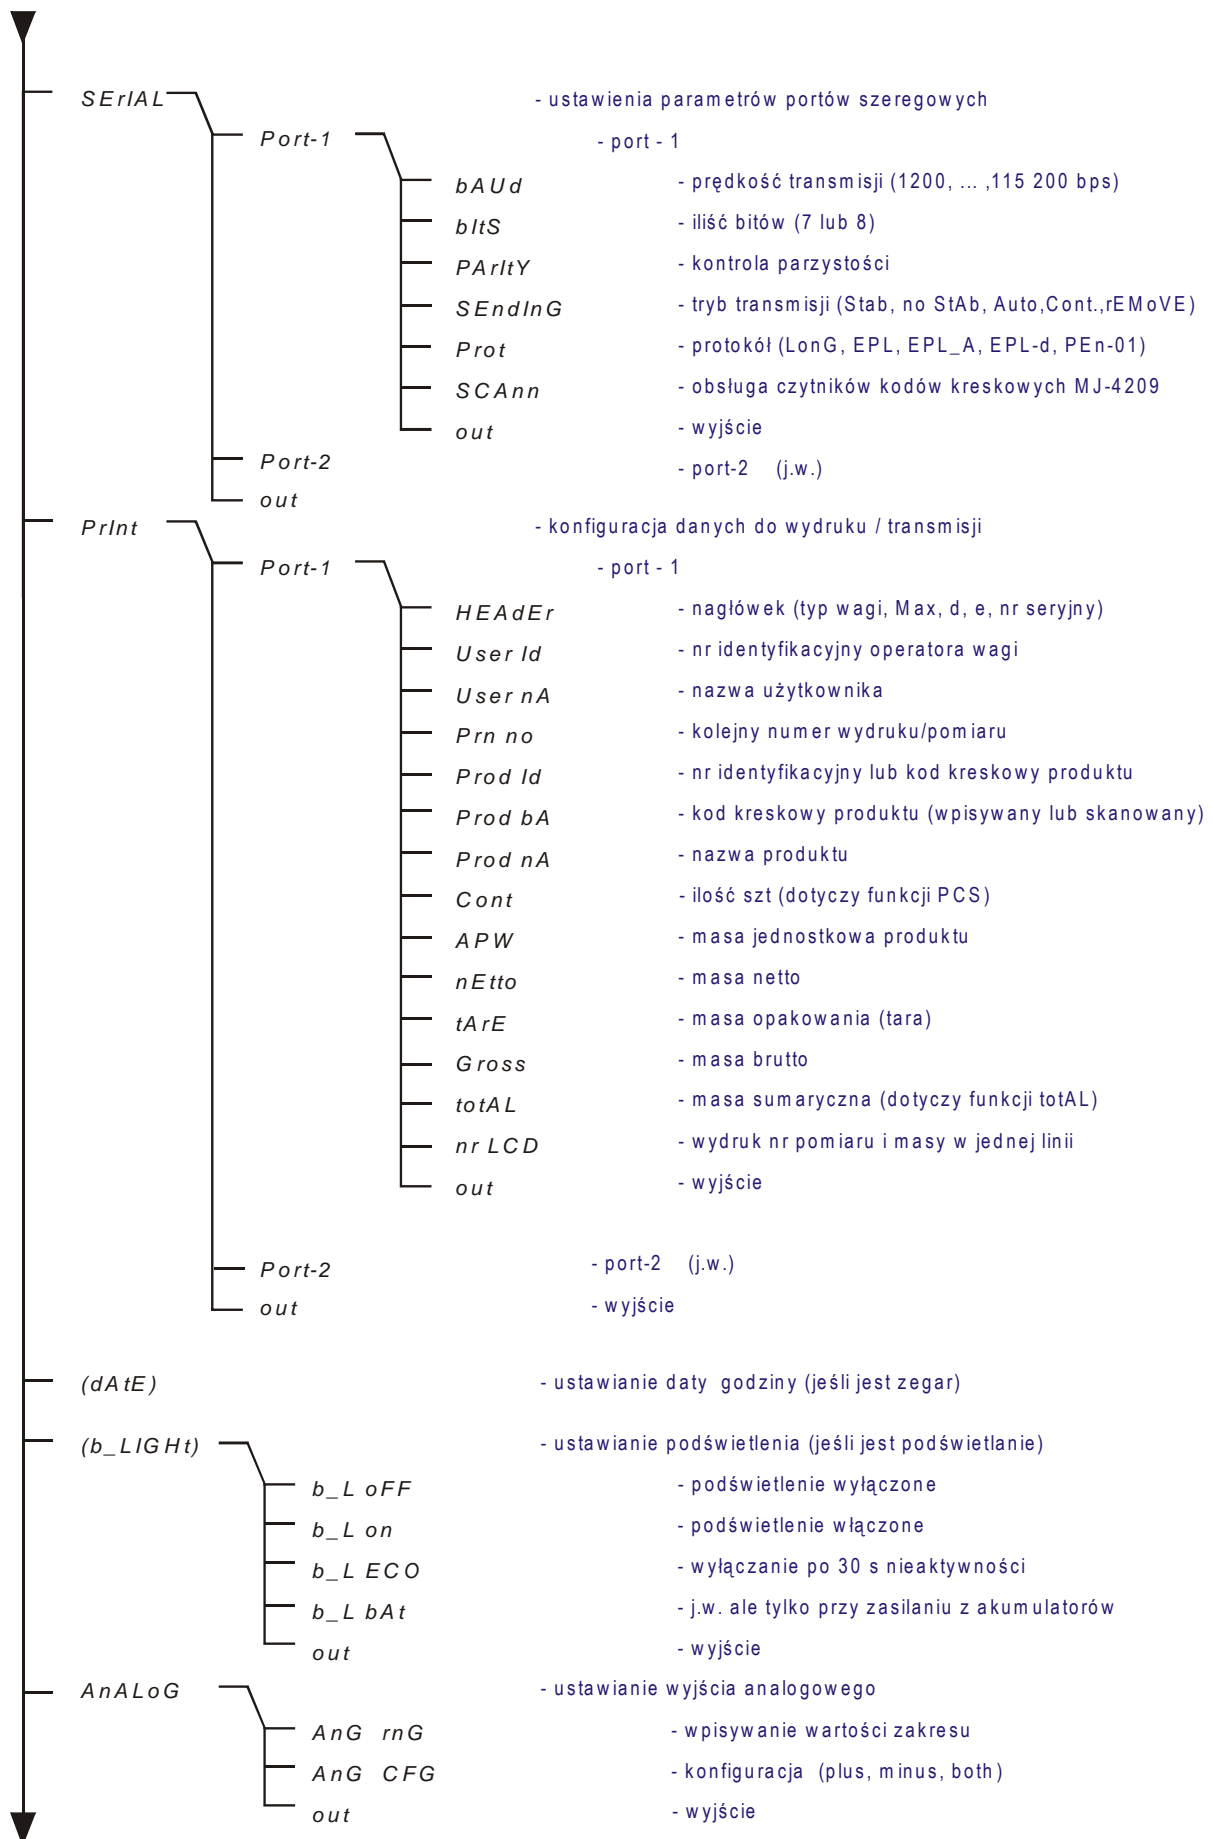 SErIAL - ustawienia parametrów portów szeregowych
Port-1 - port - 1
bAUd - prędkość transmisji (1200, ... ,115 200 bps)
bItS - iliść bitów (7 lub 8)
PArItY - kontrola parzystości
SEndInG - tryb transmisji (Stab, no StAb, Auto,Cont.,rEMoVE)
Prot - protokół (LonG, EPL, EPL_A, EPL-d, PEn-01)
SCAnn - obsługa czytników kodów kreskowych MJ-4209
out - wyjście
Port-2 - port-2 (j.w.)
out
PrInt - konfiguracja danych do wydruku / transmisji
Port-1 - port - 1
HEAdEr - nagłówek (typ wagi, Max, d, e, nr seryjny)
User Id - nr identyfikacyjny operatora wagi
User nA - nazwa użytkownika
Prn no - kolejny numer wydruku/pomiaru
Prod Id - nr identyfikacyjny lub kod kreskowy produktu
Prod bA - kod kreskowy produktu (wpisywany lub skanowany)
Prod nA - nazwa produktu
Cont - ilość szt (dotyczy funkcji PCS)
APW - masa jednostkowa produktu
nEtto - masa netto
tArE - masa opakowania (tara)
Gross - masa brutto
totAL - masa sumaryczna (dotyczy funkcji totAL)
nr LCD - wydruk nr pomiaru i masy w jednej linii
out - wyjście
Port-2 - port-2 (j.w.)
out - wyjście
(dAtE) - ustawianie daty godziny (jeśli jest zegar)
(b_LIGHt) - ustawianie podświetlenia (jeśli jest podświetlanie)
b_L oFF - podświetlenie wyłączone
b_L on - podświetlenie włączone
b_L ECO - wyłączanie po 30 s nieaktywności
b_L bAt - j.w. ale tylko przy zasilaniu z akumulatorów
out - wyjście
AnALoG - ustawianie wyjścia analogowego
AnG rnG - wpisywanie wartości zakresu
AnG CFG - konfiguracja (plus, minus, both)
out - wyjście